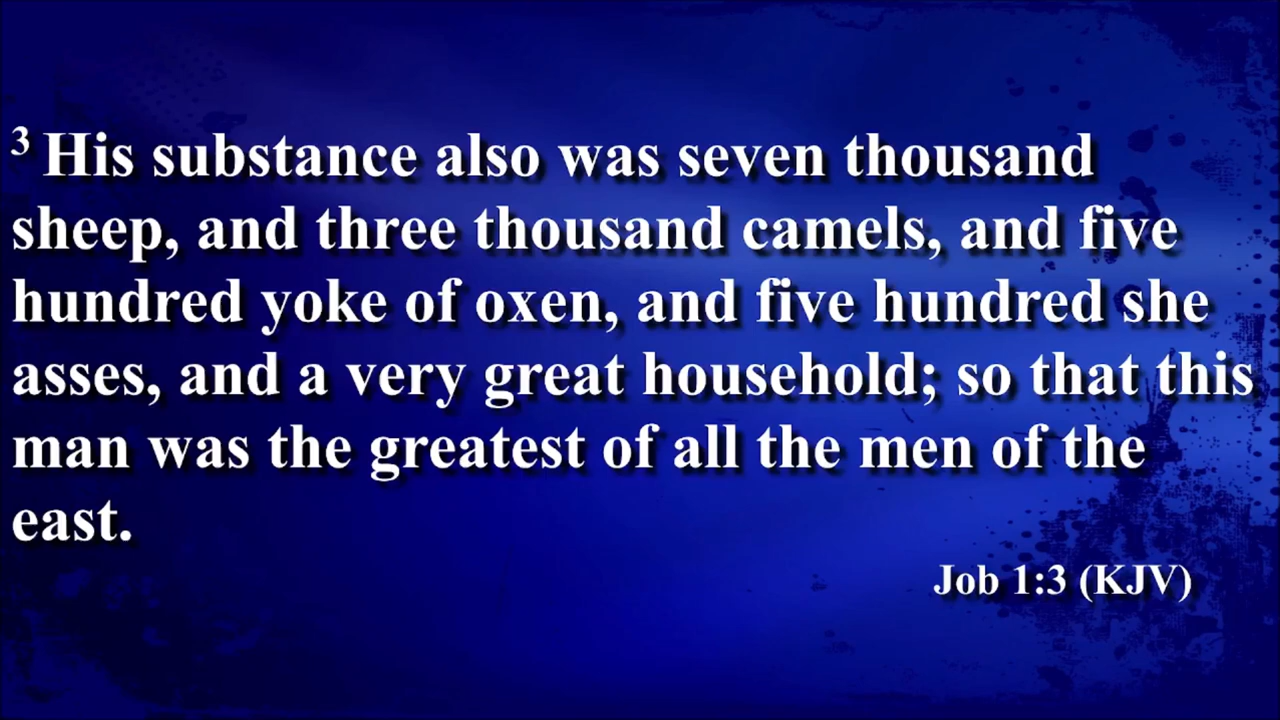 3 His substance also was seven thousand
sheep, and three thousand camels, and five
hundred yoke of oxen, and five hundred she
asses, and a very great household; so that this
man was the greatest of all the men of the
east.
Job 1:3 (KJV)